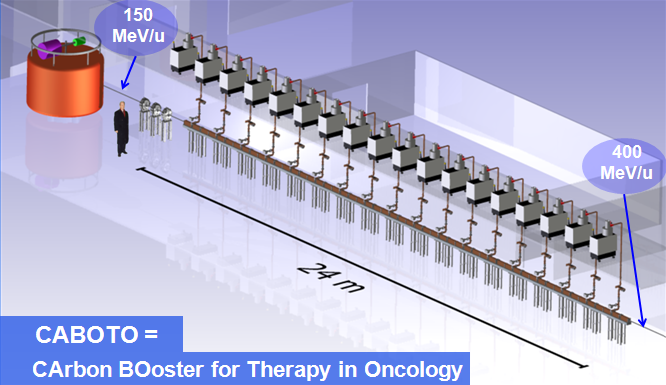 150
MeV/u
400
MeV/u
24 m
CABOTO =
CArbon BOoster for Therapy in Oncology